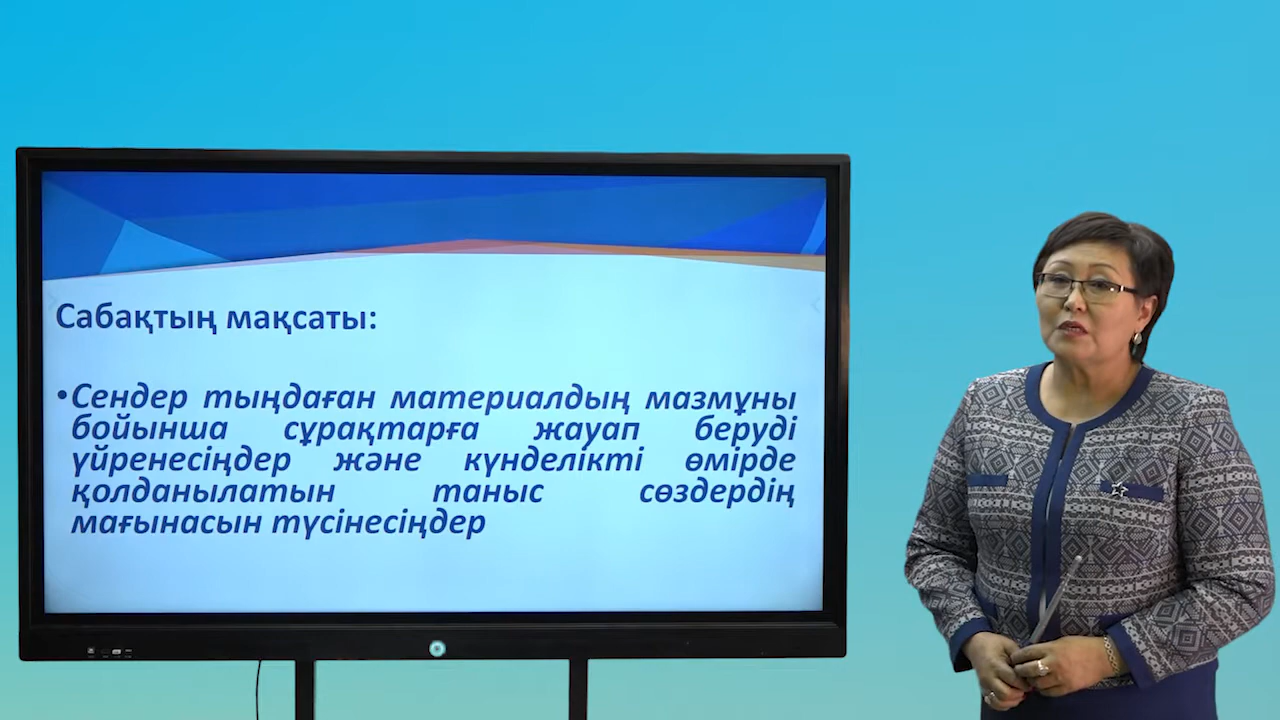 Сабақтың мақсаты:
•Сендер тыңдаған материалдың мазмұны
бойынша сұрақтарға жауап беруді
үйренесіңдер және күнделікті өмірде
қолданылатын таныс сөздердің
мағынасын түсінесіңдер